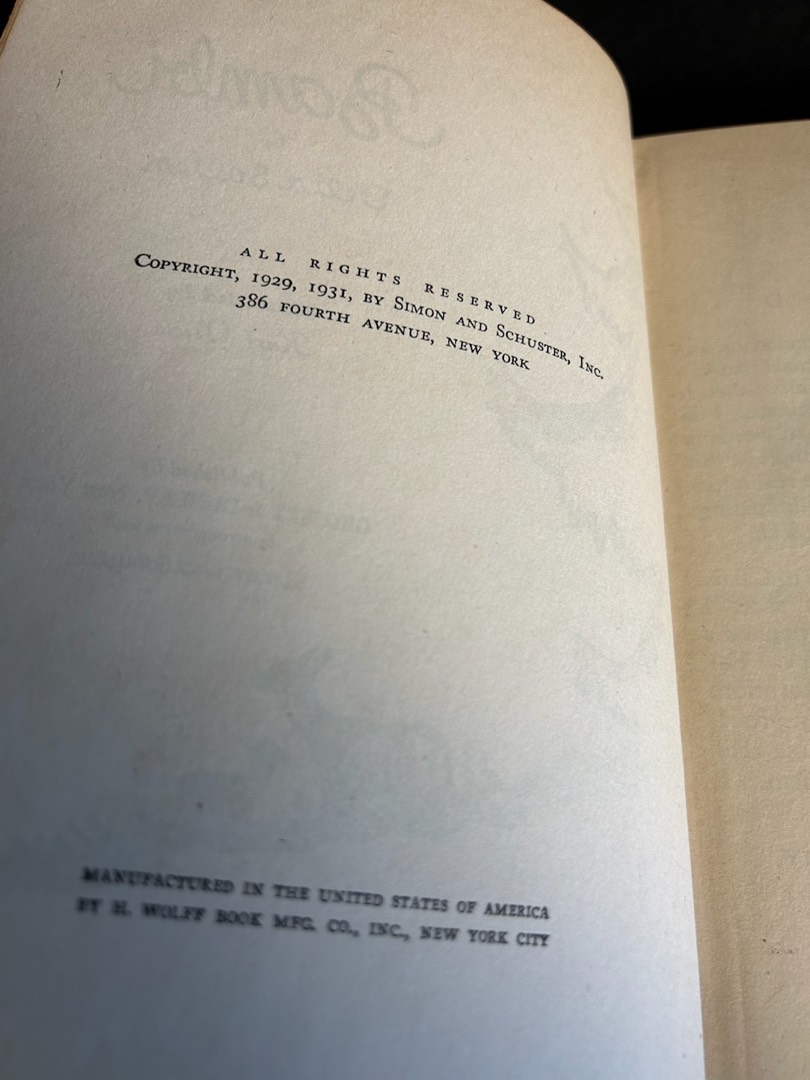 ALL RIGHTS RESERVED
COPYRIGHT, 1929, 1931, BY SIMON AND SCHUSTER, INC.
386 FOURTH AVENUE, NEW YORK
MANUFACTURED IN THE UNITED STATES OF AMERICA
BY H. WOLFF BOOK MFG. CO., INC., NEW YORK CITY